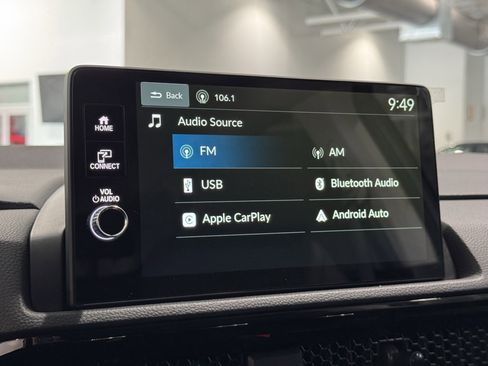 Back 106.1 9:49
HOME
Audio Source
FM AM
CONNECT
USB Bluetooth Audio
VOL
AUDIO
Apple CarPlay Android Auto